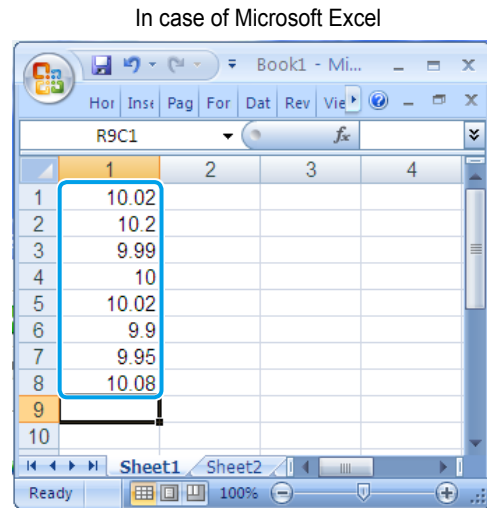 In case of Microsoft Excel
Book1 - Mi...
Hor Inse Pag For Dat Rev Vie
R9C1 fx
1 2 3 4
1 10.02
2 10.2
3 9.99
4 10
5 10.02
6 9.9
7 9.95
8 10.08
9
10
Sheet1 Sheet2
Ready 100%